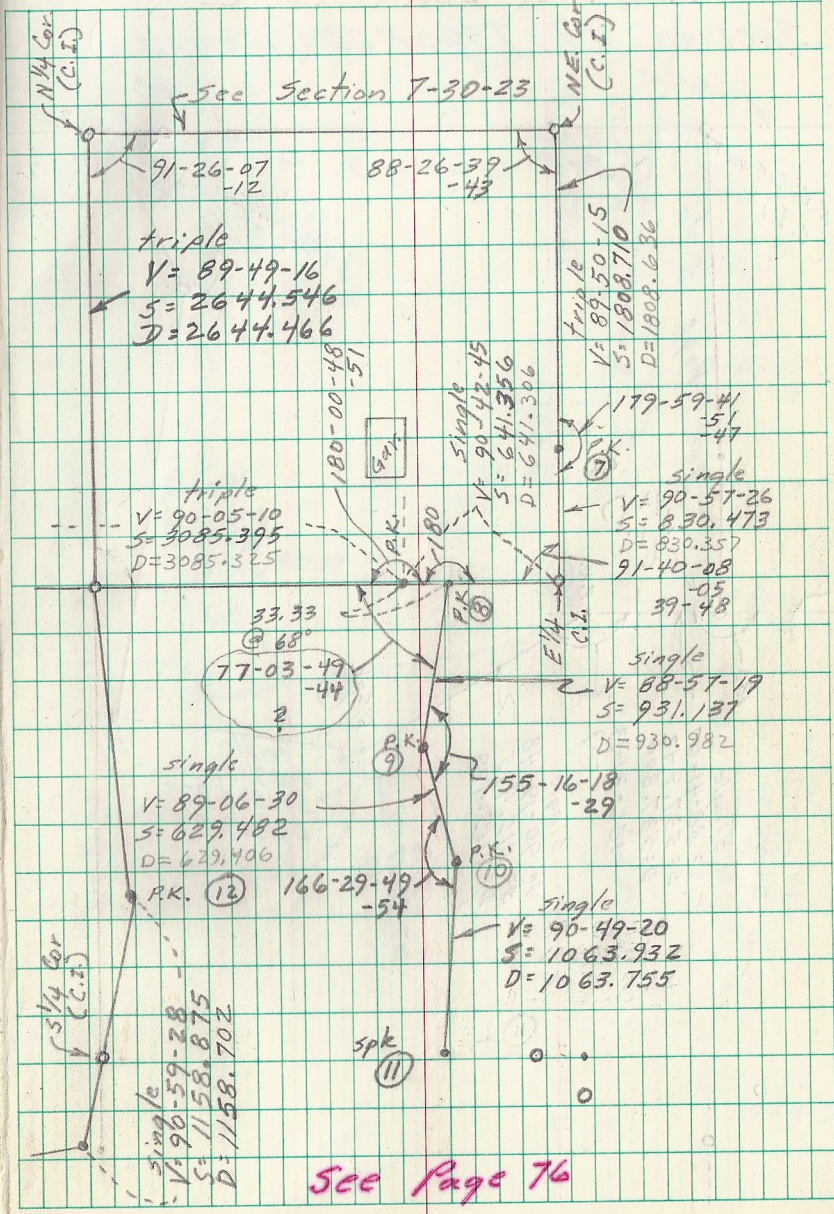 N 1/4 Cor
(C.I.)
See Section 7-30-23
N.E. Cor
(C.I.)
91-26-07
-12
88-26-39
-43
triple
V= 89-49-16
S= 2644.546
D= 2644.466
triple
V= 89-50-15
S= 1808.710
D= 1808.636
180-00-48
-51
single
V= 90-42-45
S= 641.356
D= 641.306
179-59-41
-51
-47
P.K.
7
triple
V= 90-05-10
S= 3085.395
D= 3085.325
P.K.
180
single
V= 90-57-26
S= 830.473
D= 830.357
91-40-08
-05
39-48
33.33
@ 68°
P.K. 8
E 1/4
C.I.
77-03-49
-44
?
single
V= 88-57-19
S= 931.137
D= 930.982
P.K.
9
155-16-18
-29
single
V= 89-06-30
S= 629.482
D= 629.406
P.K.
10
P.K. 12
166-29-49
-54
single
V= 90-49-20
S= 1063.932
D= 1063.755
S 1/4 Cor
(C.I.)
single
V= 90-59-28
S= 1158.875
D= 1158.702
spk
11
See Page 76